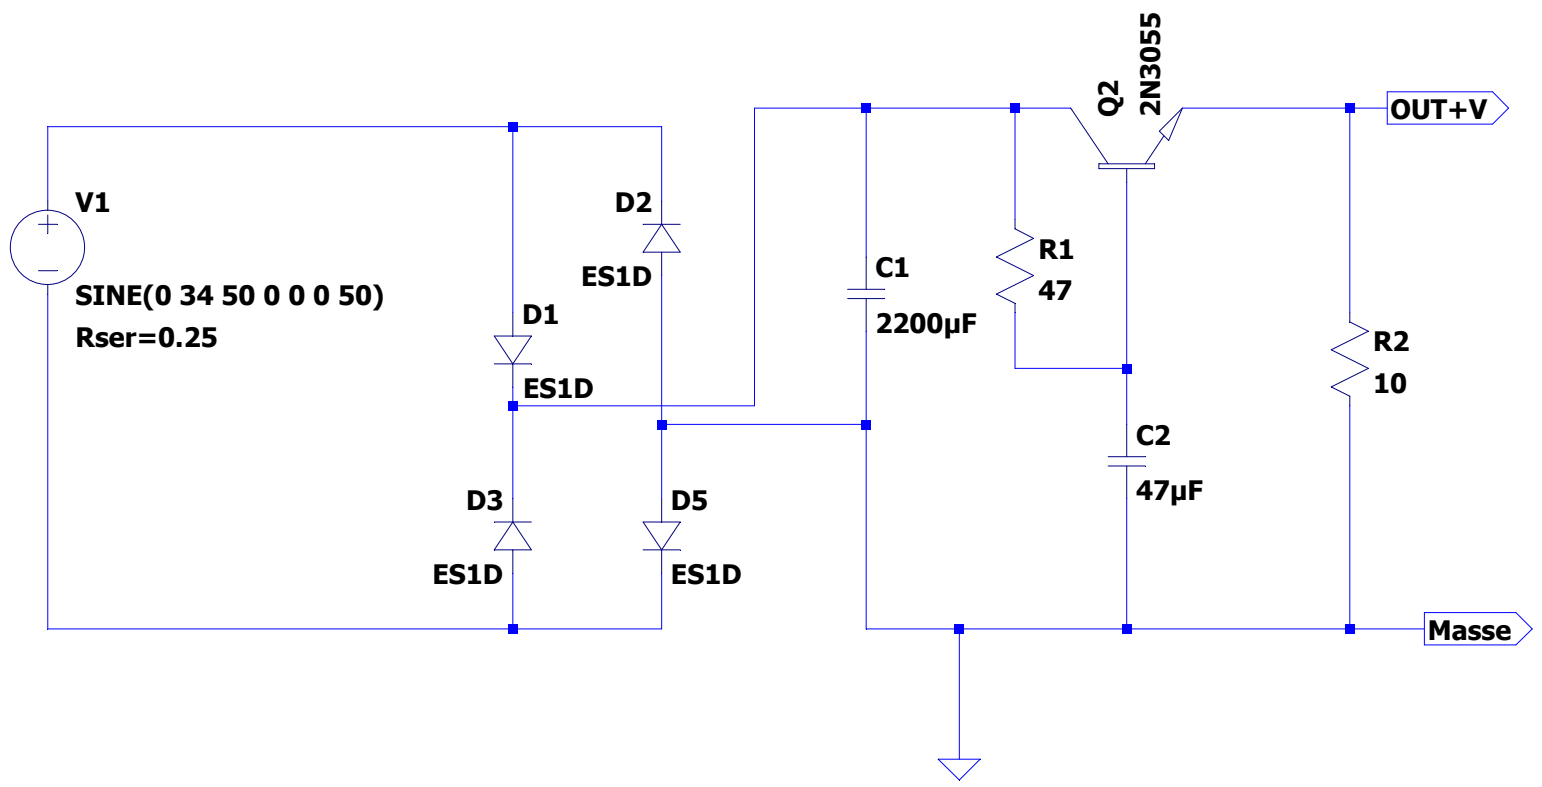 V1
SINE(0 34 50 0 0 0 50)
Rser=0.25
D2
ES1D
D1
ES1D
D3
ES1D
D5
ES1D
C1
2200µF
R1
47
Q2
2N3055
C2
47µF
R2
10
OUT+V
Masse